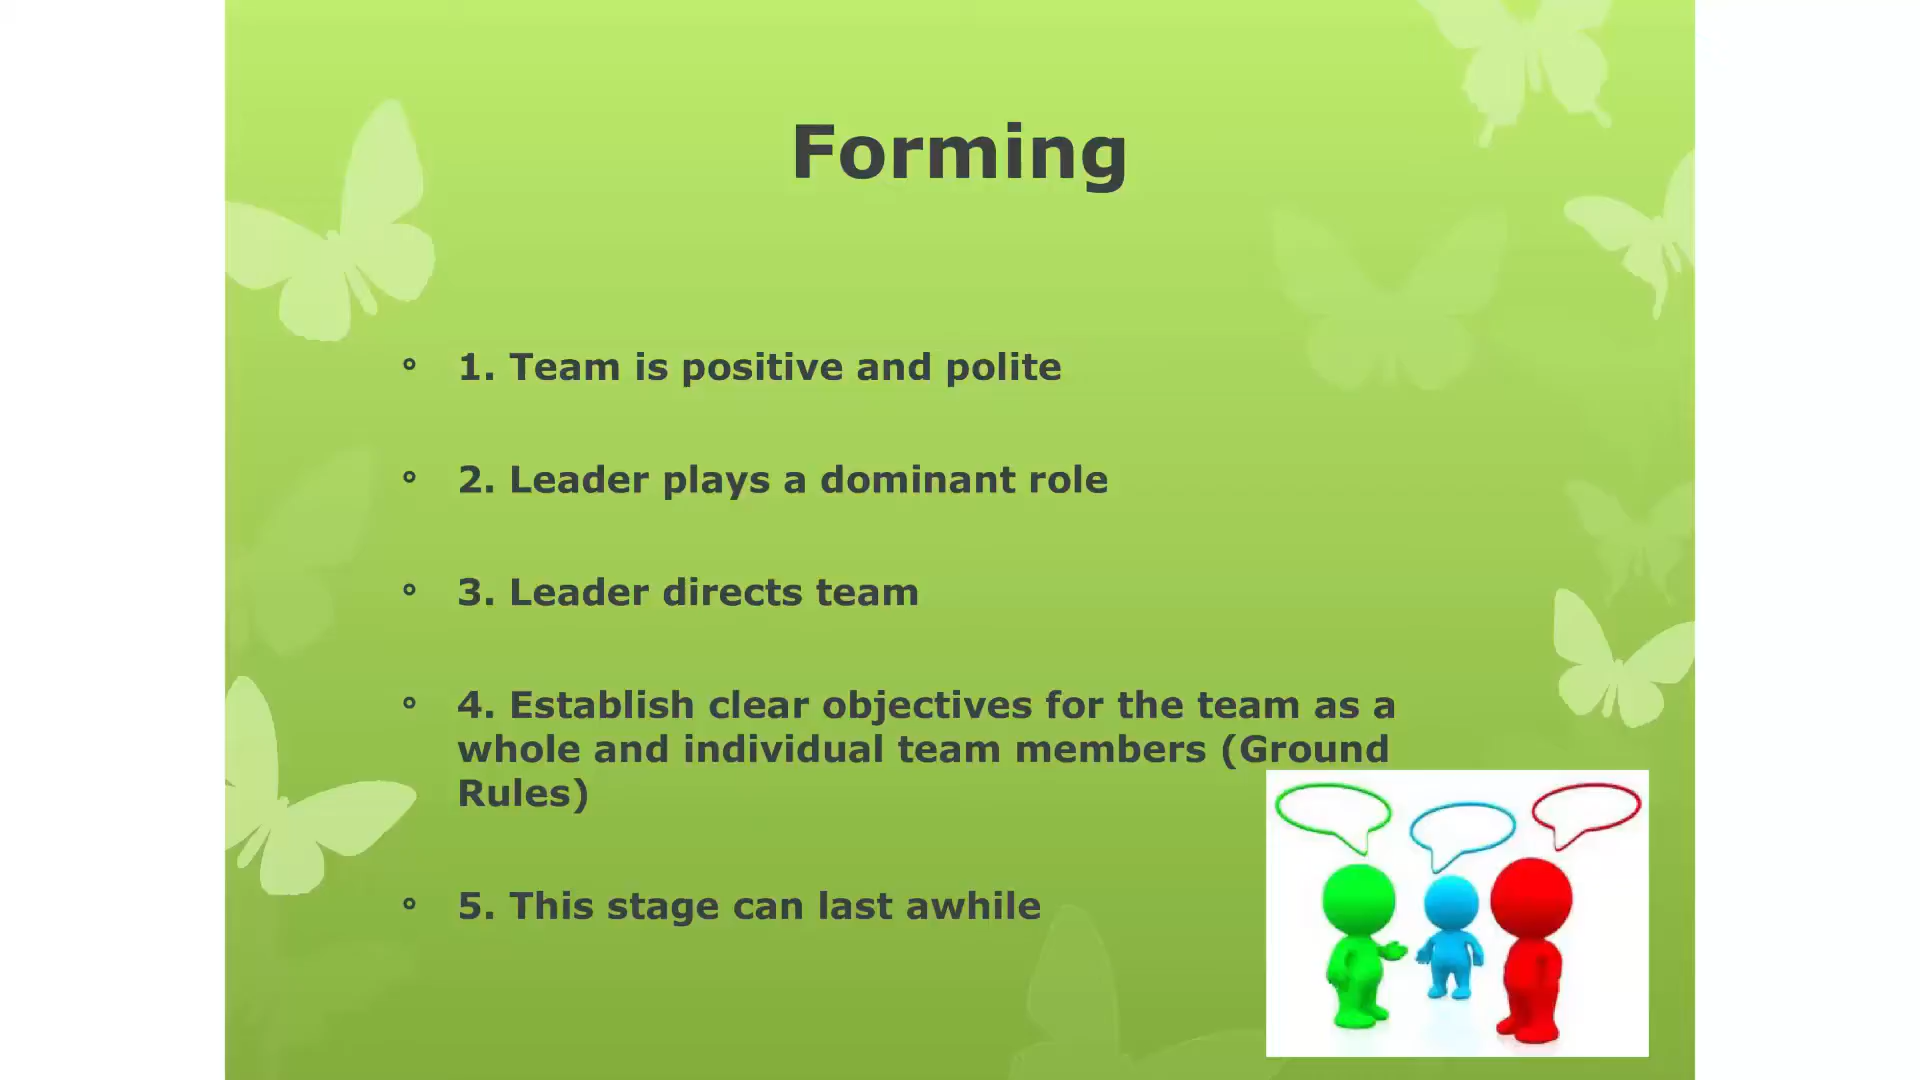 Forming
° 1. Team is positive and polite
° 2. Leader plays a dominant role
° 3. Leader directs team
° 4. Establish clear objectives for the team as a
whole and individual team members (Ground
Rules)
° 5. This stage can last awhile